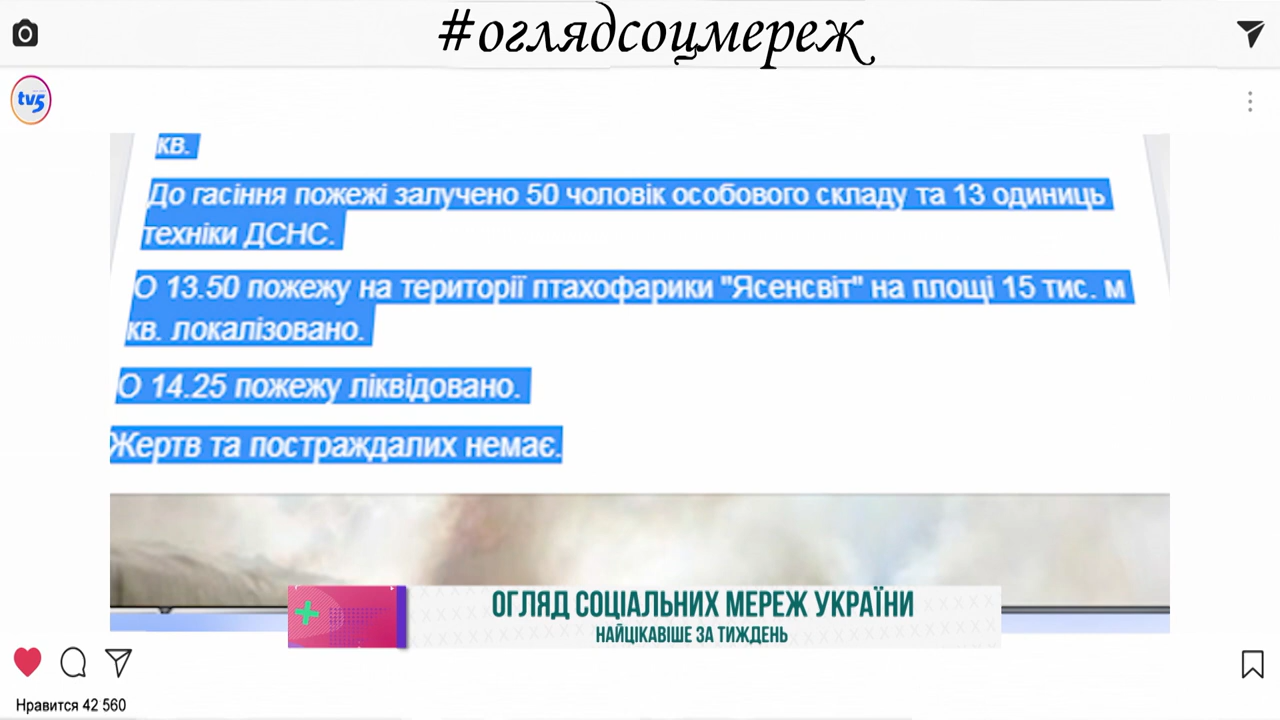 #оглядсоцмереж
tv5
кв.
До гасіння пожежі залучено 50 чоловік особового складу та 13 одиниць
техніки ДСНС.
О 13.50 пожежу на території птахофарики "Ясенсвіт" на площі 15 тис. м
кв. локалізовано.
О 14.25 пожежу ліквідовано.
Жертв та постраждалих немає.
ОГЛЯД СОЦІАЛЬНИХ МЕРЕЖ УКРАЇНИ
НАЙЦІКАВІШЕ ЗА ТИЖДЕНЬ
Нравится 42 560